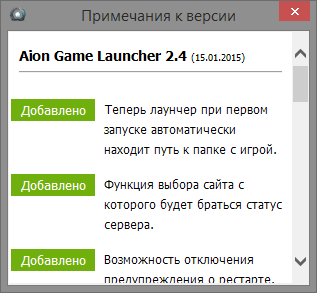 Примечания к версии
Aion Game Launcher 2.4 (15.01.2015)
Добавлено Теперь лаунчер при первом
запуске автоматически
находит путь к папке с игрой.
Добавлено Функция выбора сайта с
которого будет браться статус
сервера.
Добавлено Возможность отключения
предупреждения о рестарте.